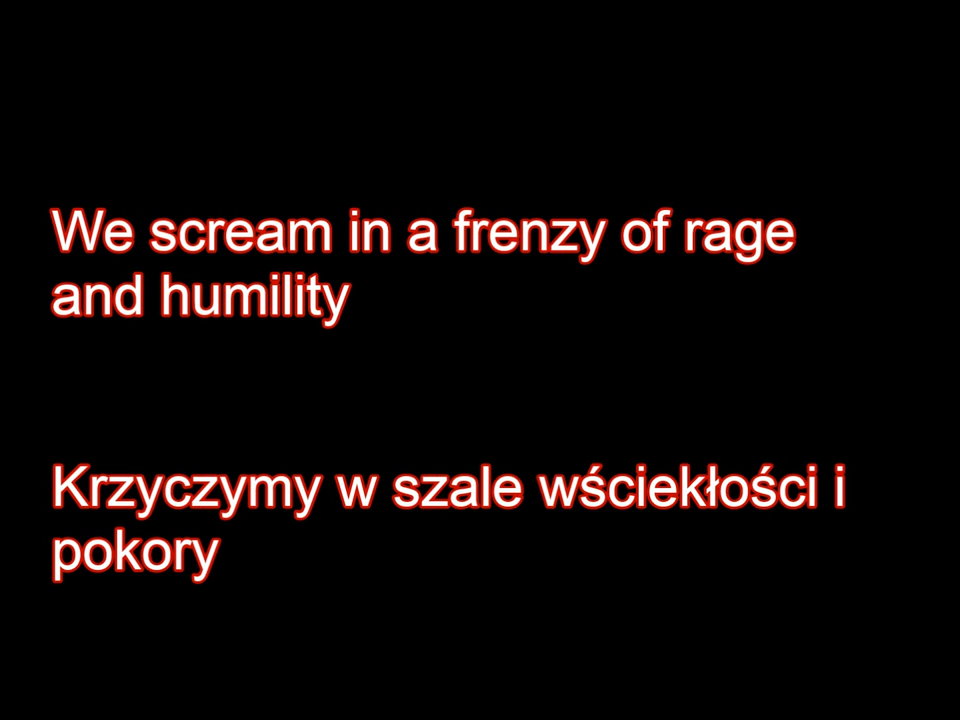 We scream in a frenzy of rage
and humility
Krzyczymy w szale wściekłości i
pokory